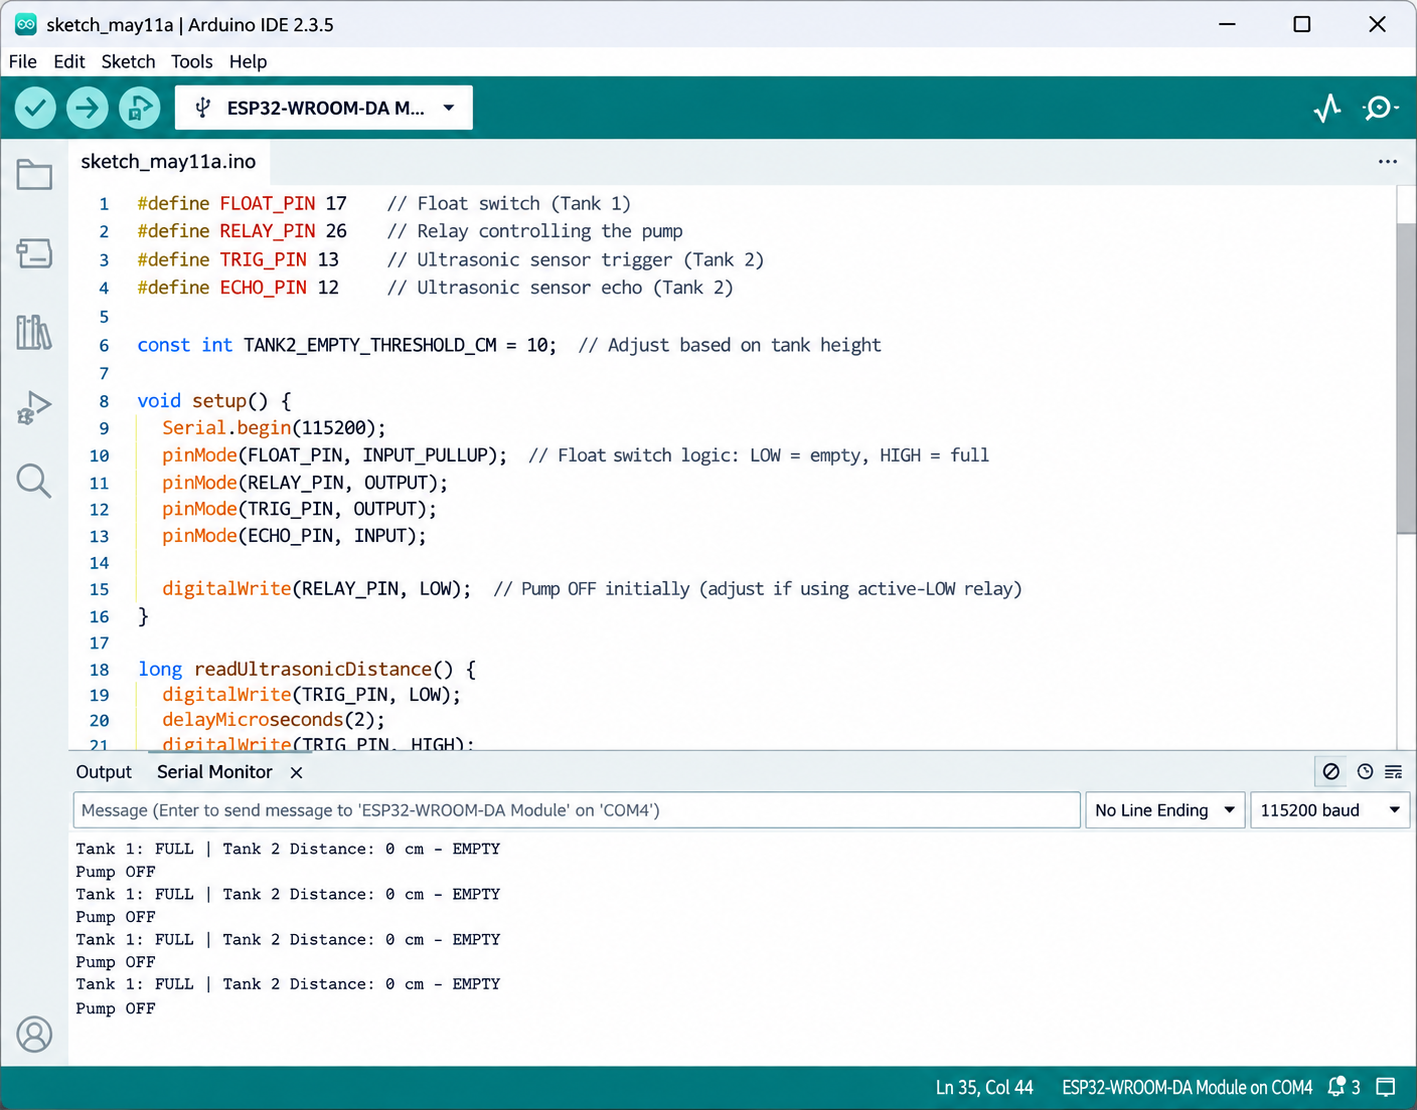 sketch_may11a | Arduino IDE 2.3.5
File Edit Sketch Tools Help
ESP32-WROOM-DA M...
sketch_may11a.ino
1 #define FLOAT_PIN 17 // Float switch (Tank 1)
2 #define RELAY_PIN 26 // Relay controlling the pump
3 #define TRIG_PIN 13 // Ultrasonic sensor trigger (Tank 2)
4 #define ECHO_PIN 12 // Ultrasonic sensor echo (Tank 2)
5
6 const int TANK2_EMPTY_THRESHOLD_CM = 10; // Adjust based on tank height
7
8 void setup() {
9 Serial.begin(115200);
10 pinMode(FLOAT_PIN, INPUT_PULLUP); // Float switch logic: LOW = empty, HIGH = full
11 pinMode(RELAY_PIN, OUTPUT);
12 pinMode(TRIG_PIN, OUTPUT);
13 pinMode(ECHO_PIN, INPUT);
14
15 digitalWrite(RELAY_PIN, LOW); // Pump OFF initially (adjust if using active-LOW relay)
16 }
17
18 long readUltrasonicDistance() {
19 digitalWrite(TRIG_PIN, LOW);
20 delayMicroseconds(2);
21 digitalWrite(TRIG_PIN, HIGH);
Output Serial Monitor
Message (Enter to send message to 'ESP32-WROOM-DA Module' on 'COM4') No Line Ending 115200 baud
Tank 1: FULL | Tank 2 Distance: 0 cm - EMPTY
Pump OFF
Tank 1: FULL | Tank 2 Distance: 0 cm - EMPTY
Pump OFF
Tank 1: FULL | Tank 2 Distance: 0 cm - EMPTY
Pump OFF
Tank 1: FULL | Tank 2 Distance: 0 cm - EMPTY
Pump OFF
Ln 35, Col 44 ESP32-WROOM-DA Module on COM4 3